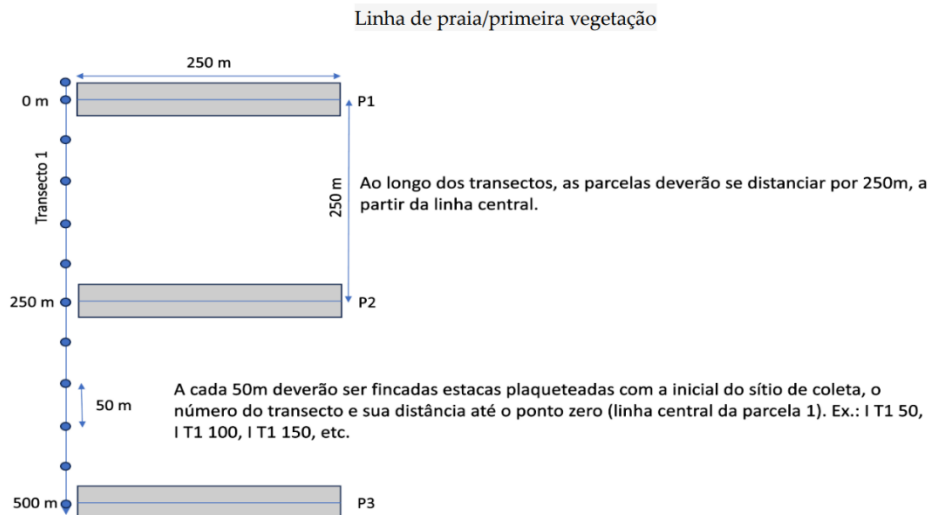 Linha de praia/primeira vegetação
250 m
0 m
P1
Transecto 1
250 m
Ao longo dos transectos, as parcelas deverão se distanciar por 250m, a
partir da linha central.
250 m
P2
50 m
A cada 50m deverão ser fincadas estacas plaqueteadas com a inicial do sítio de coleta, o
número do transecto e sua distância até o ponto zero (linha central da parcela 1). Ex.: I T1 50,
I T1 100, I T1 150, etc.
500 m
P3